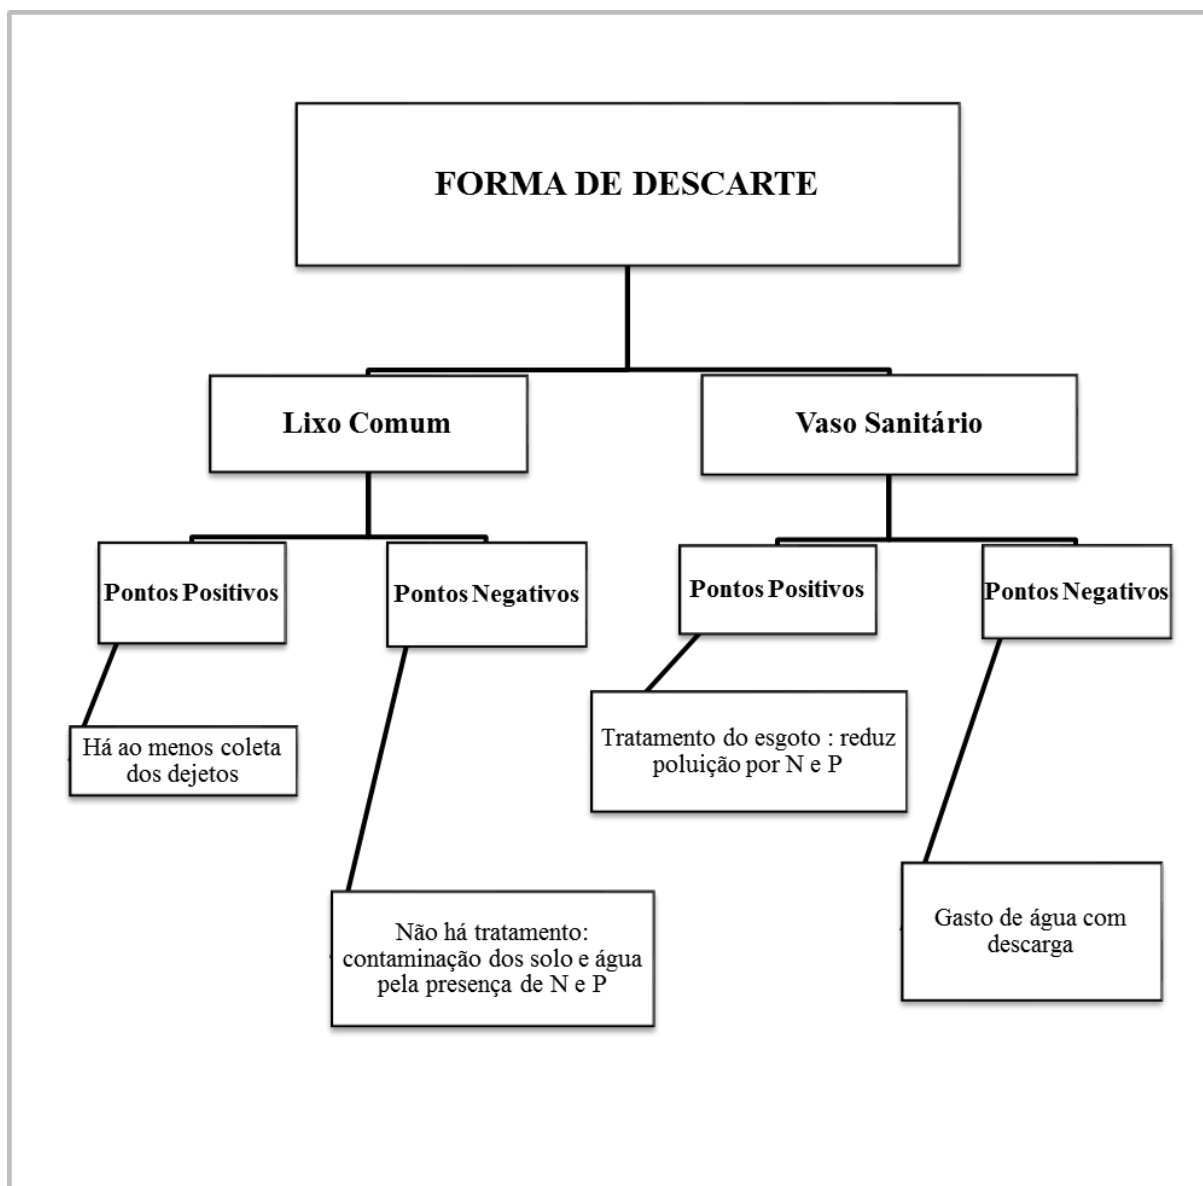 FORMA DE DESCARTE
Lixo Comum
Vaso Sanitário
Pontos Positivos
Pontos Negativos
Pontos Positivos
Pontos Negativos
Há ao menos coleta
dos dejetos
Não há tratamento:
contaminação dos solo e água
pela presença de N e P
Tratamento do esgoto : reduz
poluição por N e P
Gasto de água com
descarga